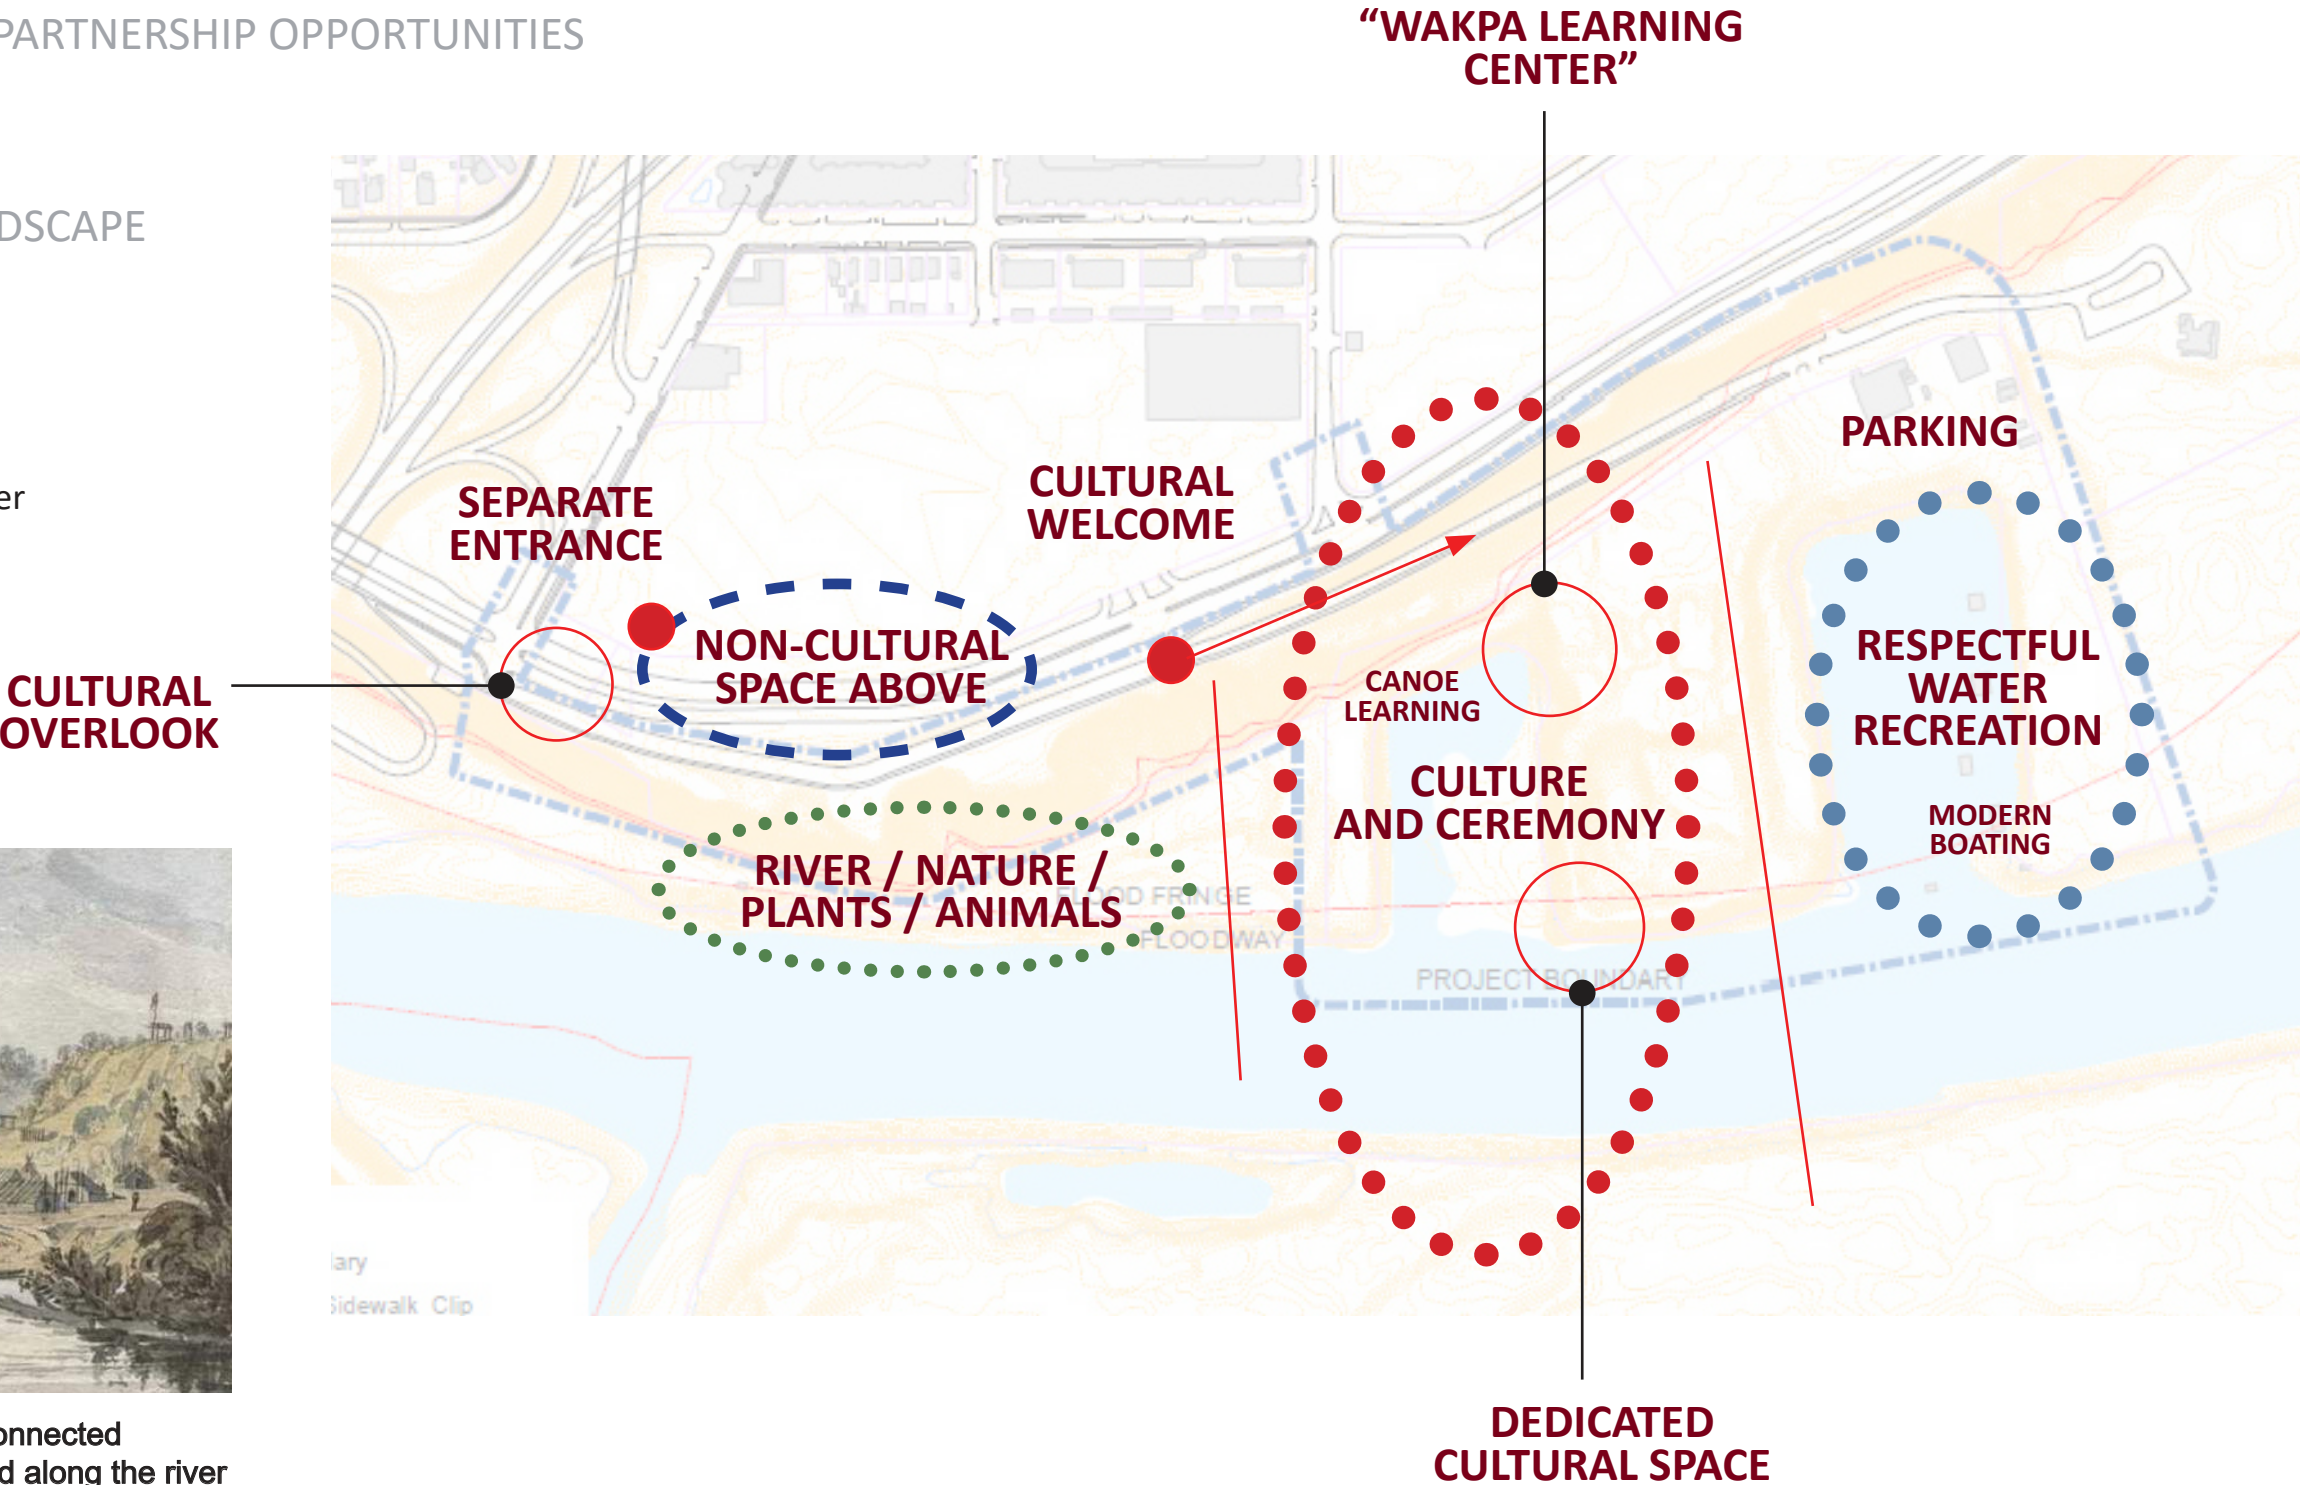 PARTNERSHIP OPPORTUNITIES
“WAKPA LEARNING
CENTER”
DSCAPE
er
PARKING
CULTURAL
WELCOME
SEPARATE
ENTRANCE
NON-CULTURAL
SPACE ABOVE
CULTURAL
OVERLOOK
CANOE
LEARNING
RESPECTFUL
WATER
RECREATION
CULTURE
AND CEREMONY
MODERN
BOATING
RIVER / NATURE /
PLANTS / ANIMALS
FLOOD FRINGE
FLOODWAY
PROJECT BOUNDARY
lary
Sidewalk Clip
DEDICATED
CULTURAL SPACE
onnected
d along the river